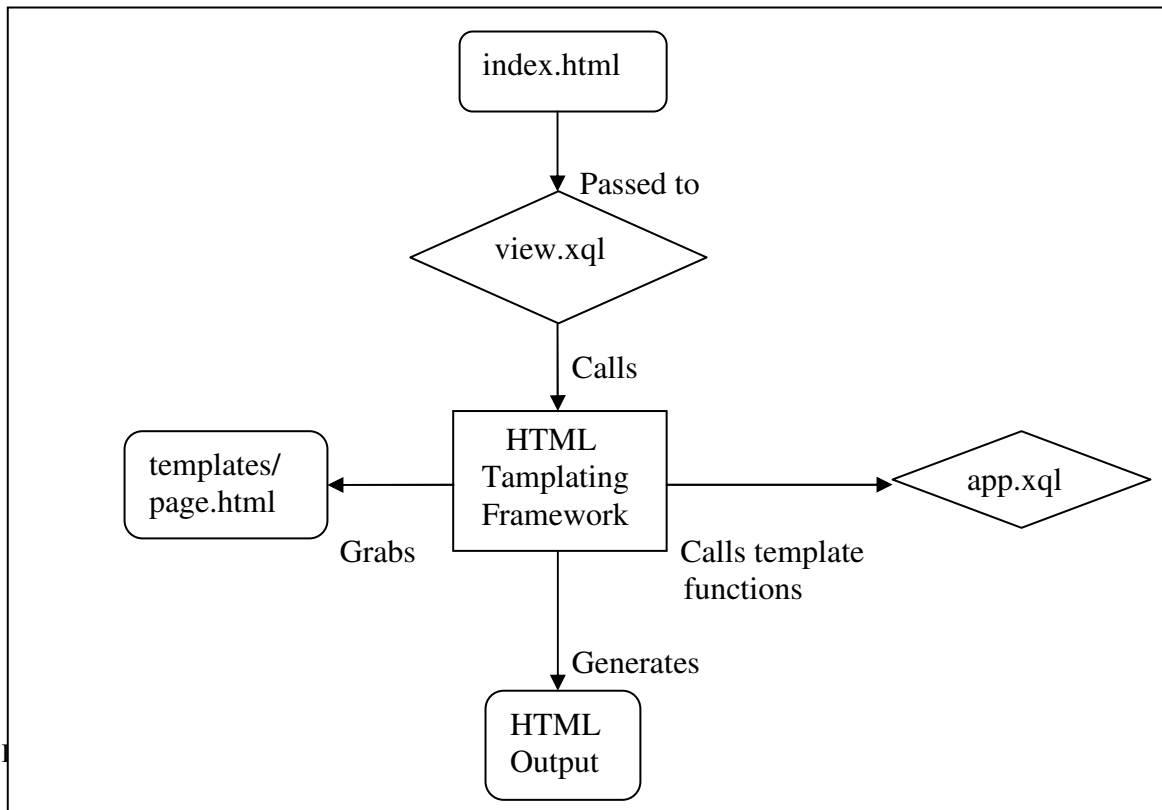 index.html
Passed to
view.xql
Calls
HTML
Tamplating
Framework
templates/
page.html
app.xql
Grabs
Calls template
functions
Generates
HTML
Output